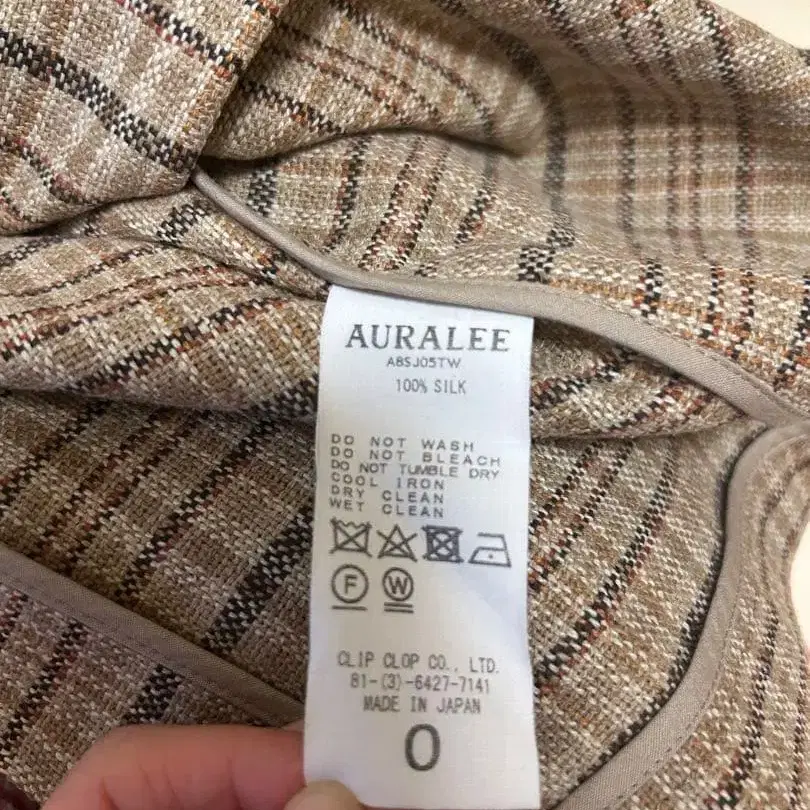 AURALEE
A8SJ05TW
100% SILK
DO NOT WASH
DO NOT BLEACH
DO NOT TUMBLE DRY
COOL IRON
DRY CLEAN
WET CLEAN
F W
CLIP CLOP CO., LTD.
81-(3)-6427-7141
MADE IN JAPAN
0